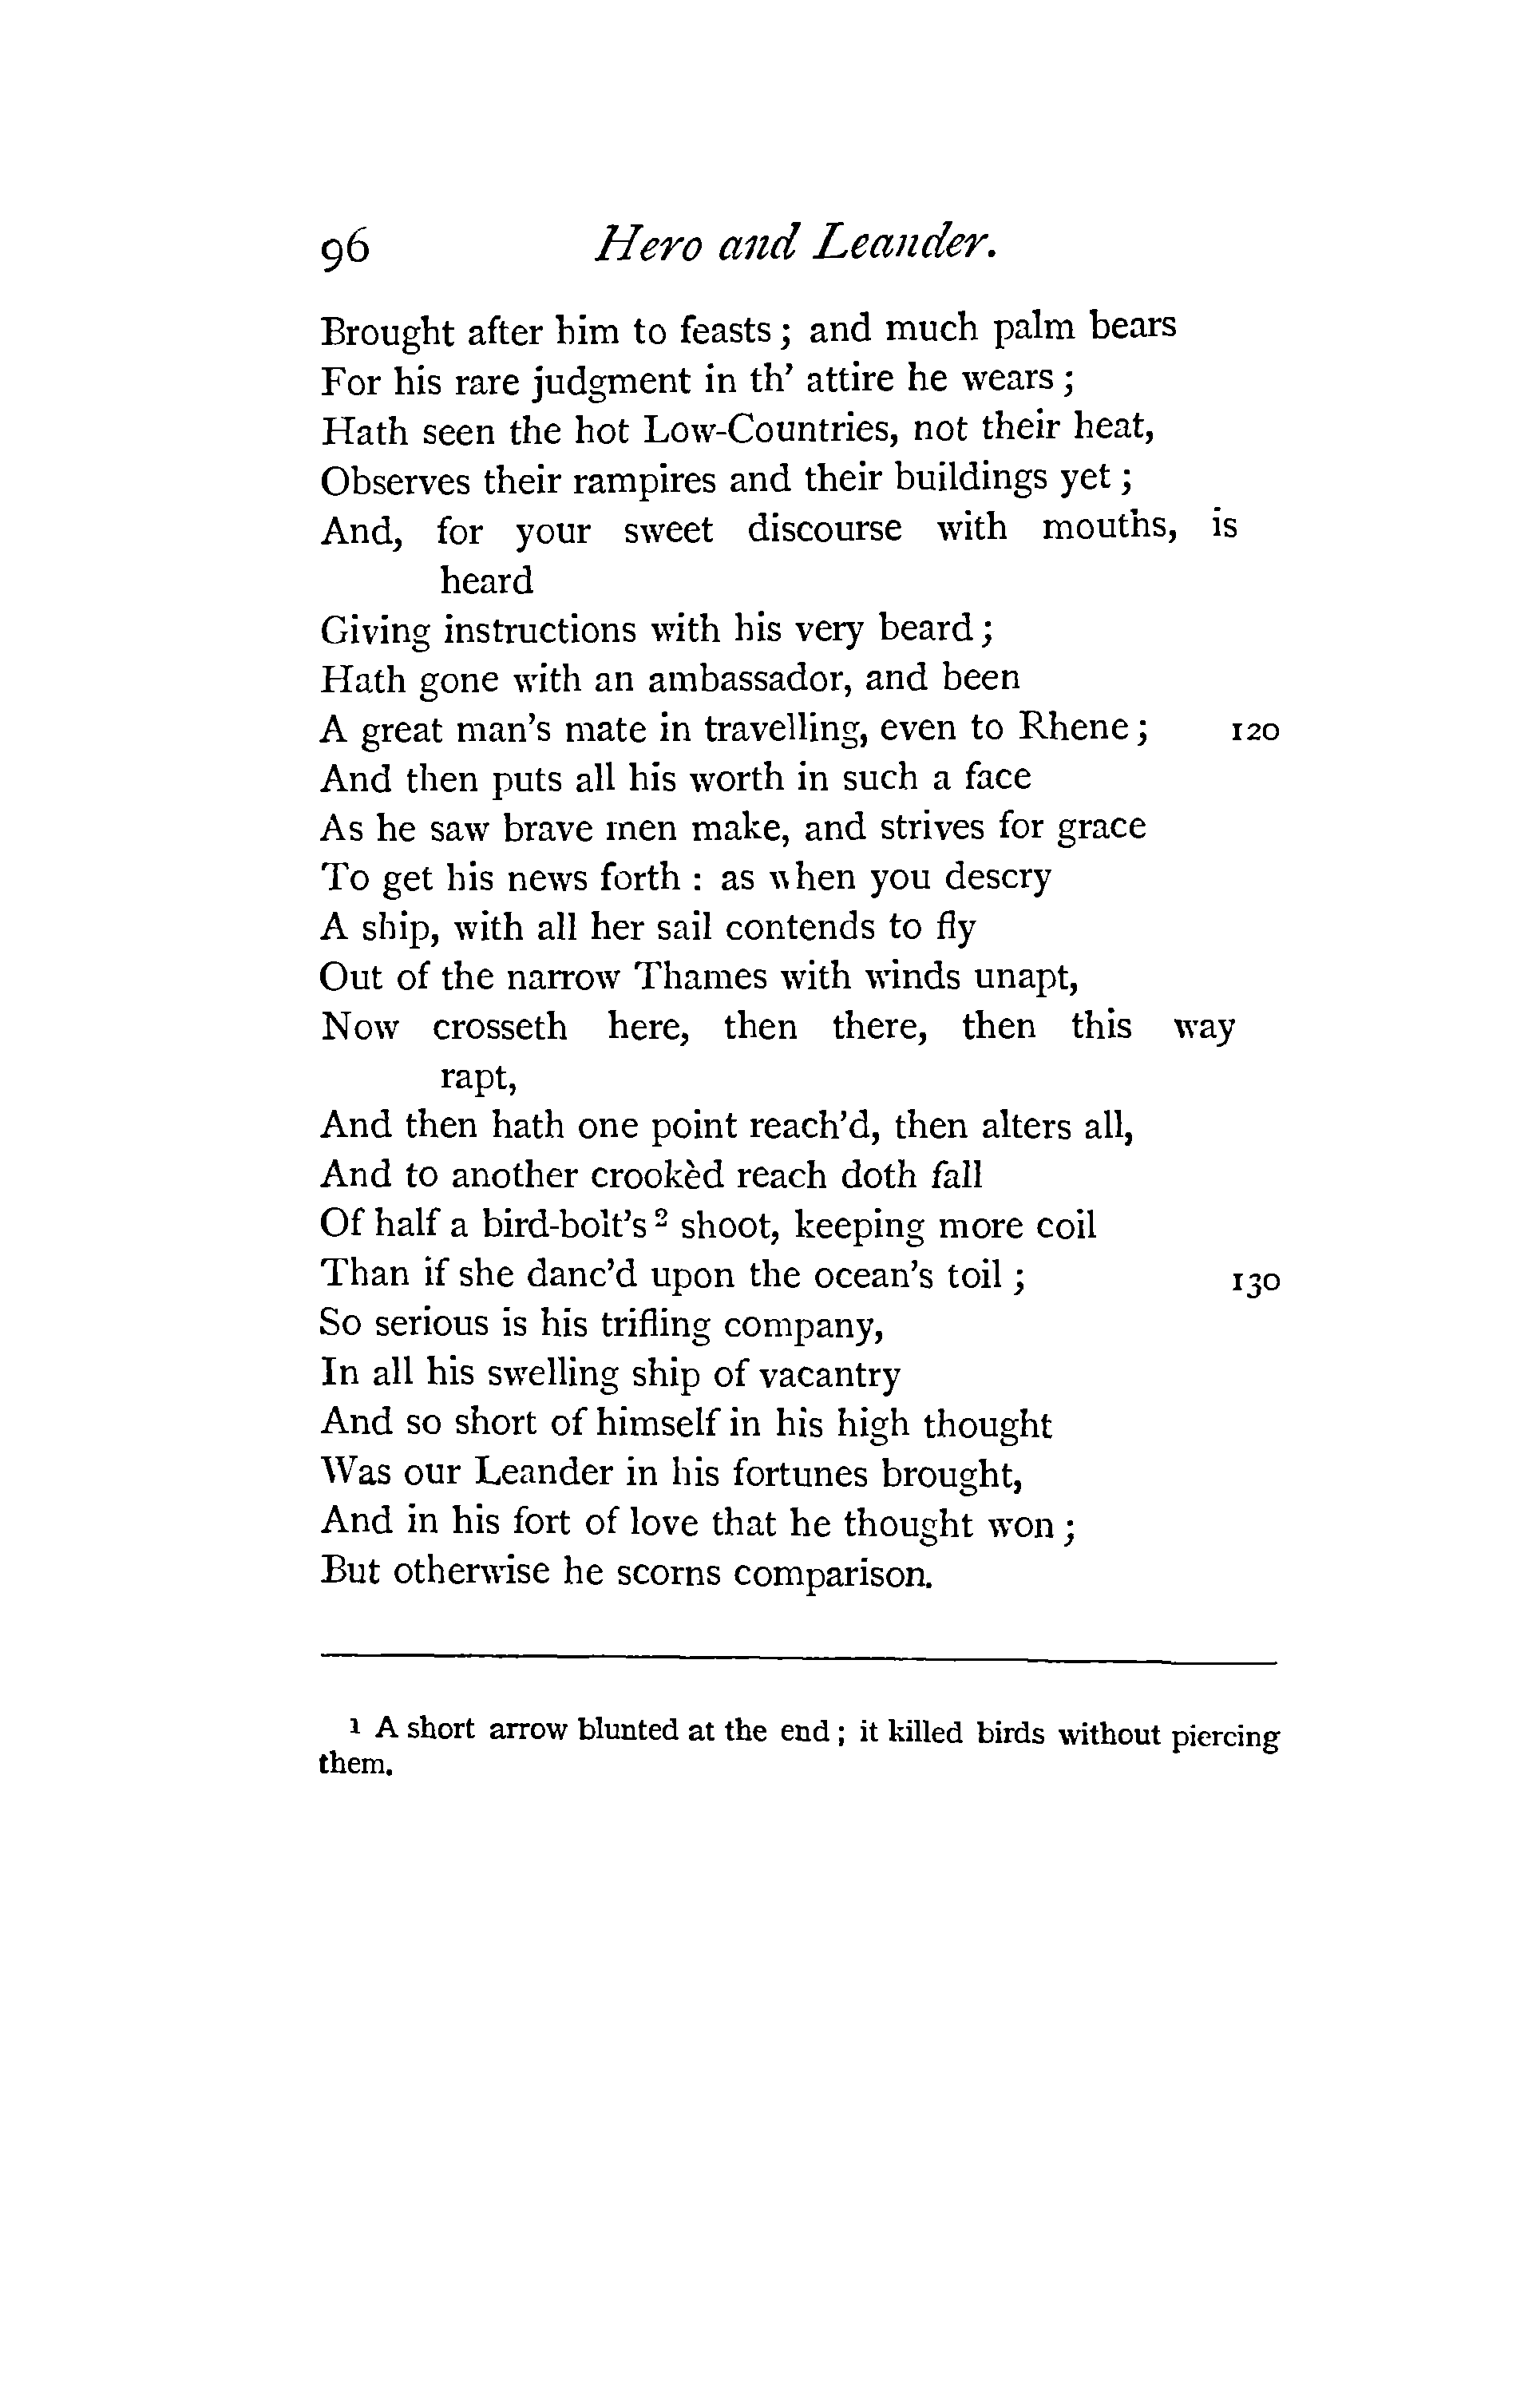 96 Hero and Leander.
Brought after him to feasts ; and much palm bears
For his rare judgment in th’ attire he wears ;
Hath seen the hot Low-Countries, not their heat,
Observes their rampires and their buildings yet ;
And, for your sweet discourse with mouths, is
heard
Giving instructions with his very beard ;
Hath gone with an ambassador, and been
A great man’s mate in travelling, even to Rhene ; 120
And then puts all his worth in such a face
As he saw brave men make, and strives for grace
To get his news forth : as when you descry
A ship, with all her sail contends to fly
Out of the narrow Thames with winds unapt,
Now crosseth here, then there, then this way
rapt,
And then hath one point reach’d, then alters all,
And to another crookèd reach doth fall
Of half a bird-bolt’s ² shoot, keeping more coil
Than if she danc’d upon the ocean’s toil ; 130
So serious is his trifling company,
In all his swelling ship of vacantry
And so short of himself in his high thought
Was our Leander in his fortunes brought,
And in his fort of love that he thought won ;
But otherwise he scorns comparison.
¹ A short arrow blunted at the end ; it killed birds without piercing
them.